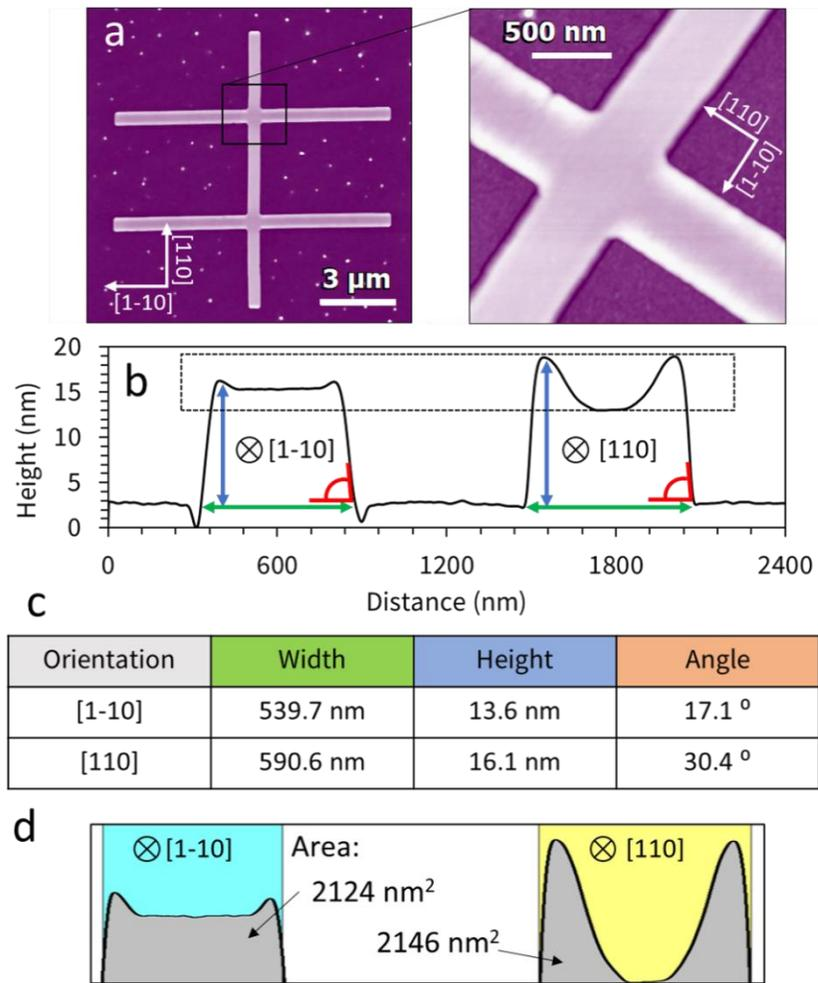 a
500 nm
[110]
[1-10]
[110]
[1-10]
3 μm
b
Height (nm)
20
15
10
5
0
⊗ [1-10]
⊗ [110]
0 600 1200 1800 2400
Distance (nm)
c
Orientation Width Height Angle
[1-10] 539.7 nm 13.6 nm 17.1 º
[110] 590.6 nm 16.1 nm 30.4 º
d
⊗ [1-10] Area: ⊗ [110]
2124 nm²
2146 nm²